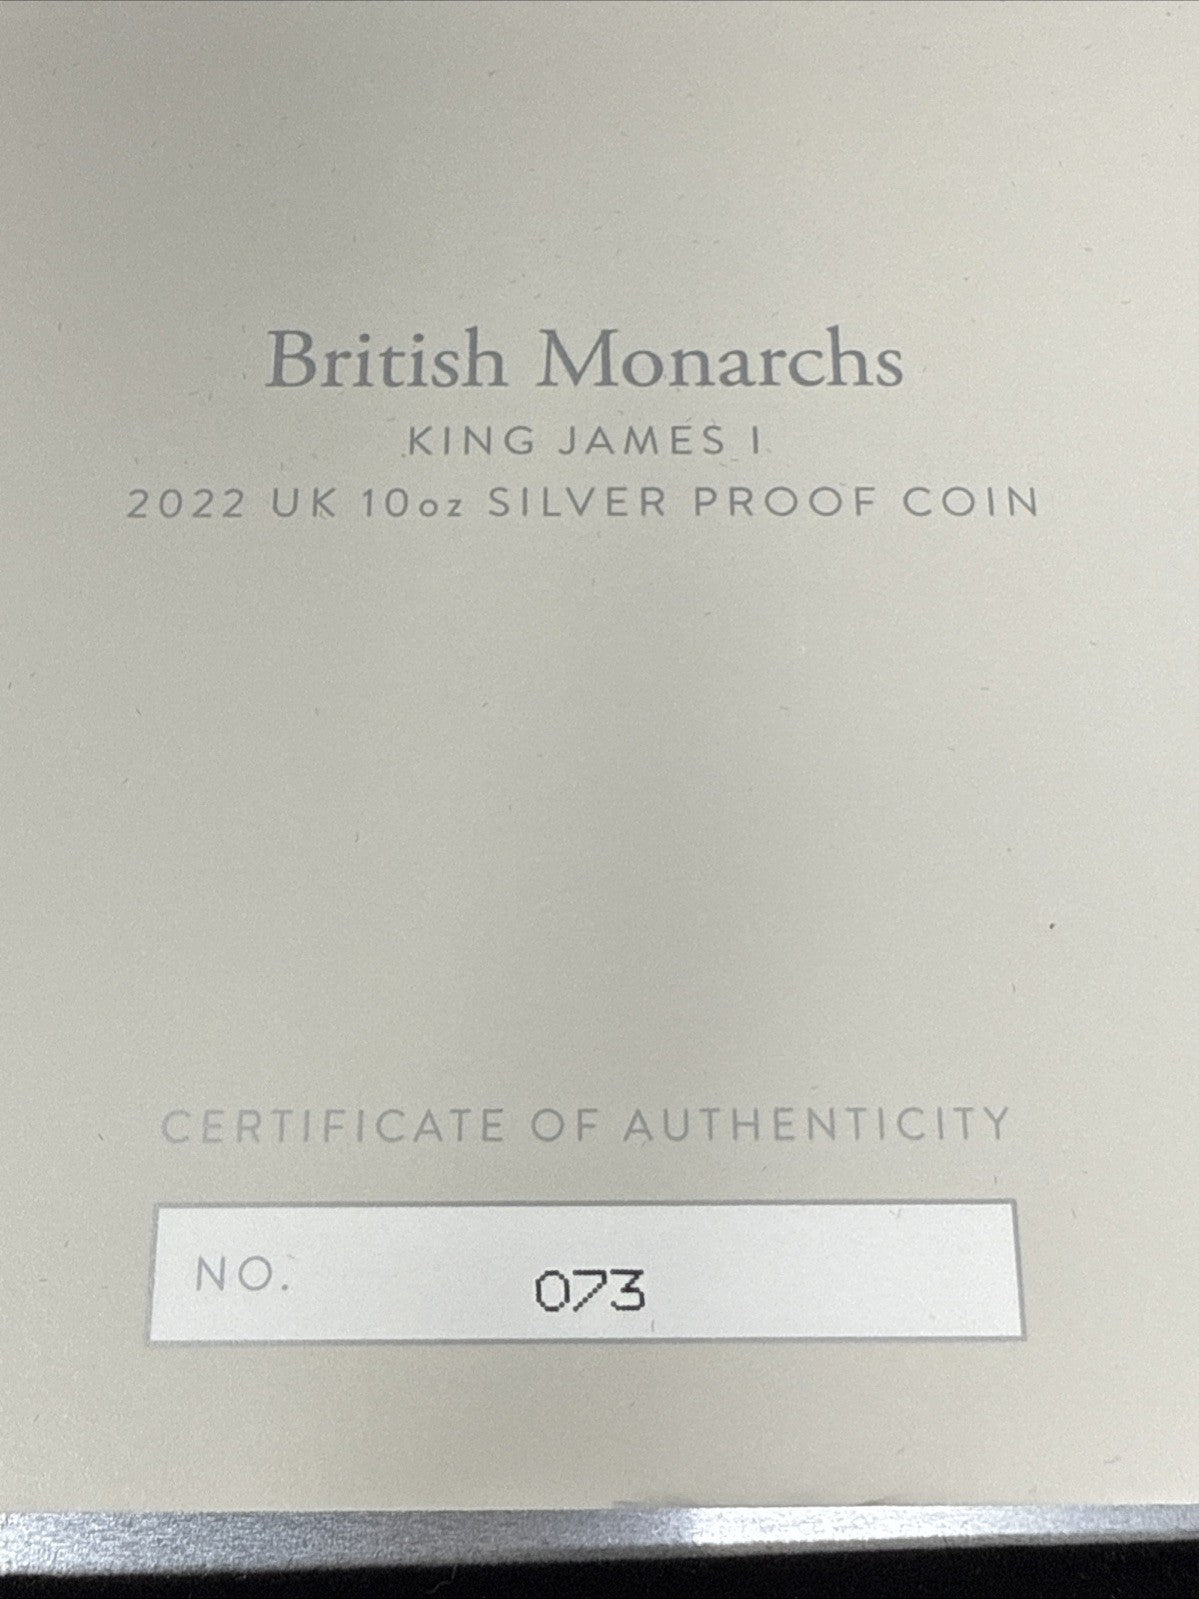 British Monarchs
KING JAMES I
2022 UK 10oz SILVER PROOF COIN
CERTIFICATE OF AUTHENTICITY
NO. 073